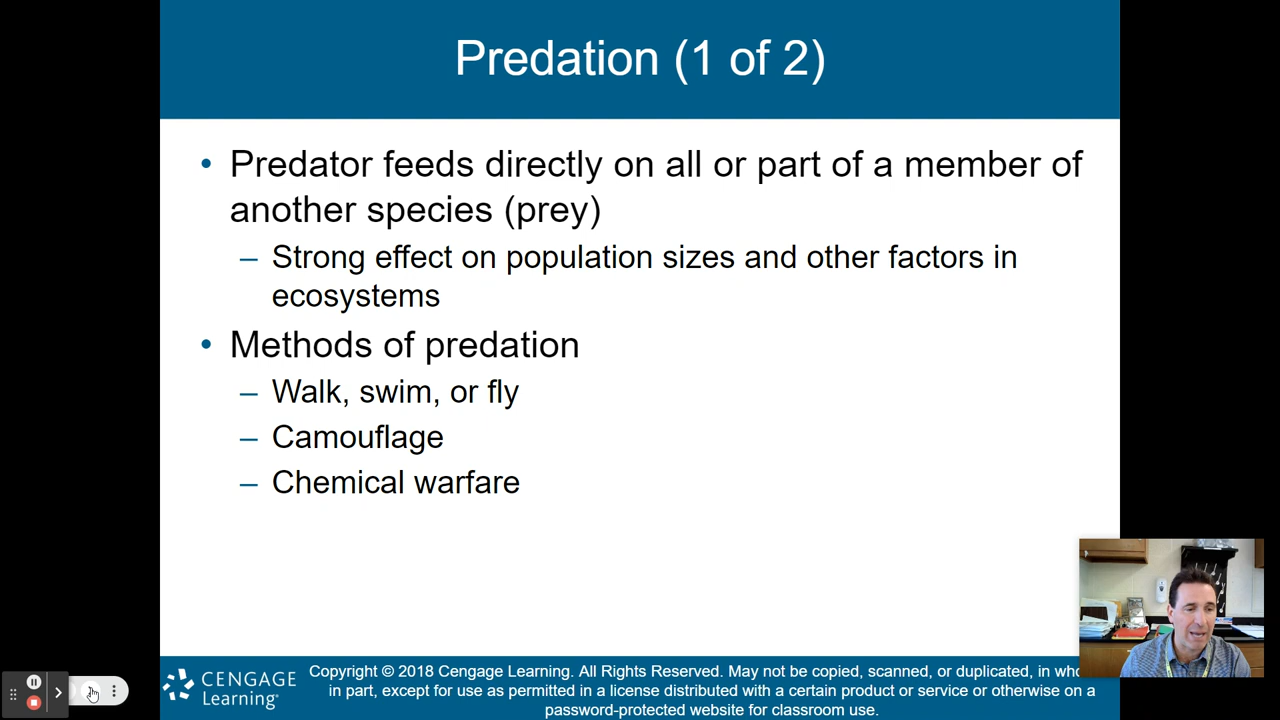 Predation (1 of 2)
• Predator feeds directly on all or part of a member of
another species (prey)
– Strong effect on population sizes and other factors in
ecosystems
• Methods of predation
– Walk, swim, or fly
– Camouflage
– Chemical warfare
CENGAGE
Learning®
Copyright © 2018 Cengage Learning. All Rights Reserved. May not be copied, scanned, or duplicated, in
in part, except for use as permitted in a license distributed with a certain product or service or otherwise on a
password-protected website for classroom use.